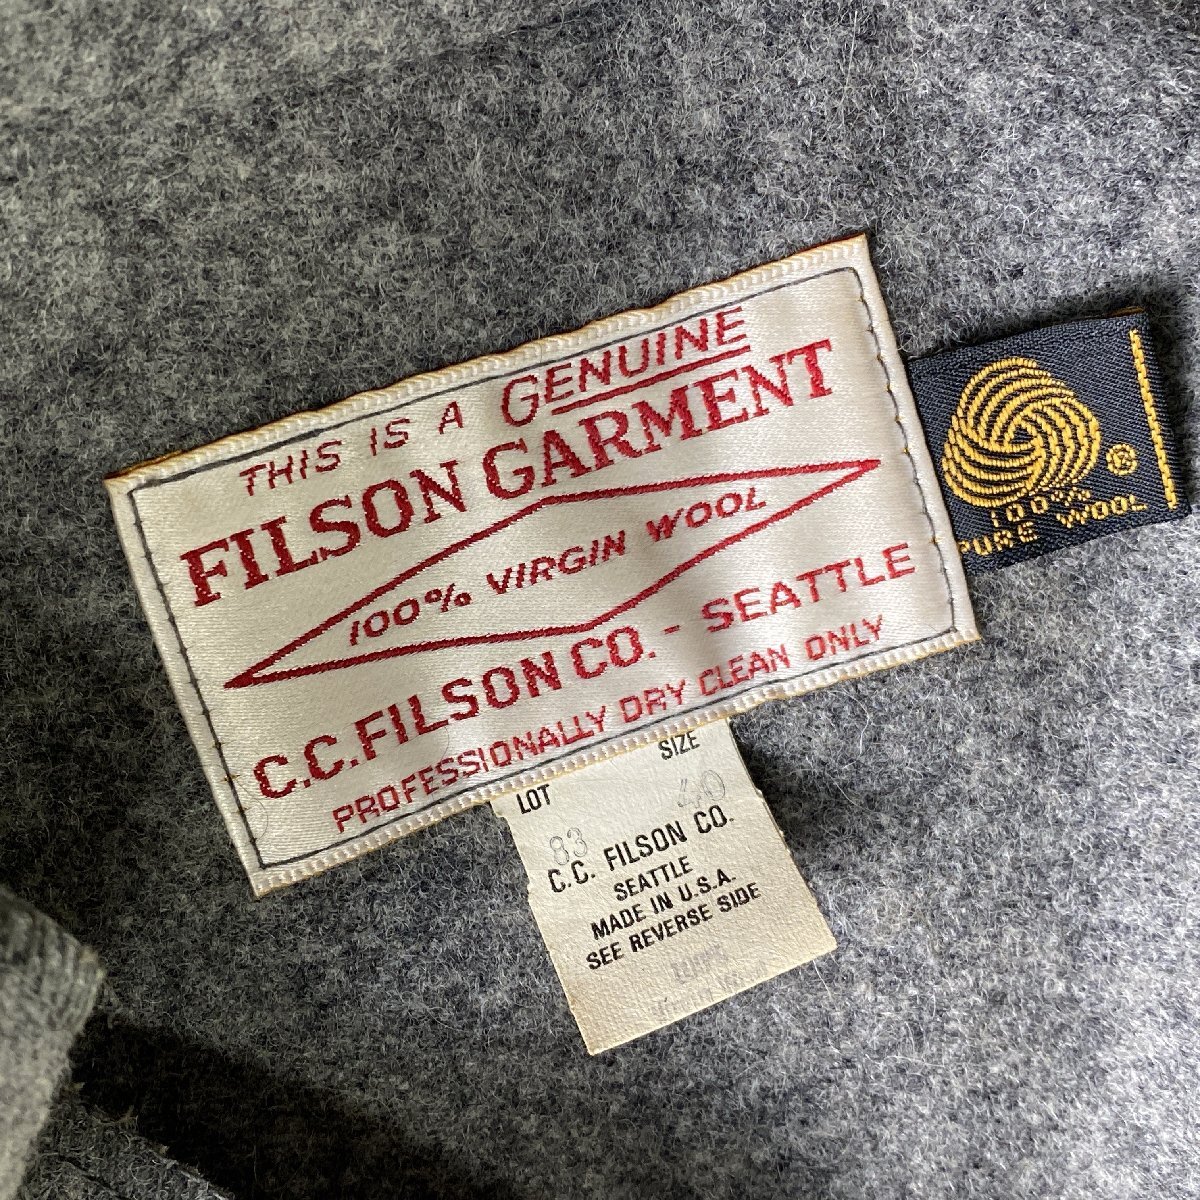 THIS IS A GENUINE
FILSON GARMENT
100% VIRGIN WOOL
C.C.FILSON CO. - SEATTLE
PROFESSIONALLY DRY CLEAN ONLY
®
100%
PURE WOOL
SIZE
LOT 40
83
C.C. FILSON CO.
SEATTLE
MADE IN U.S.A.
SEE REVERSE SIDE